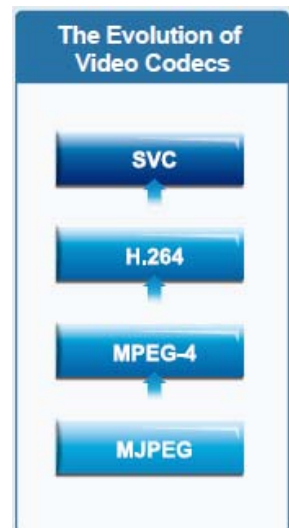 The Evolution of
Video Codecs
SVC
H.264
MPEG-4
MJPEG